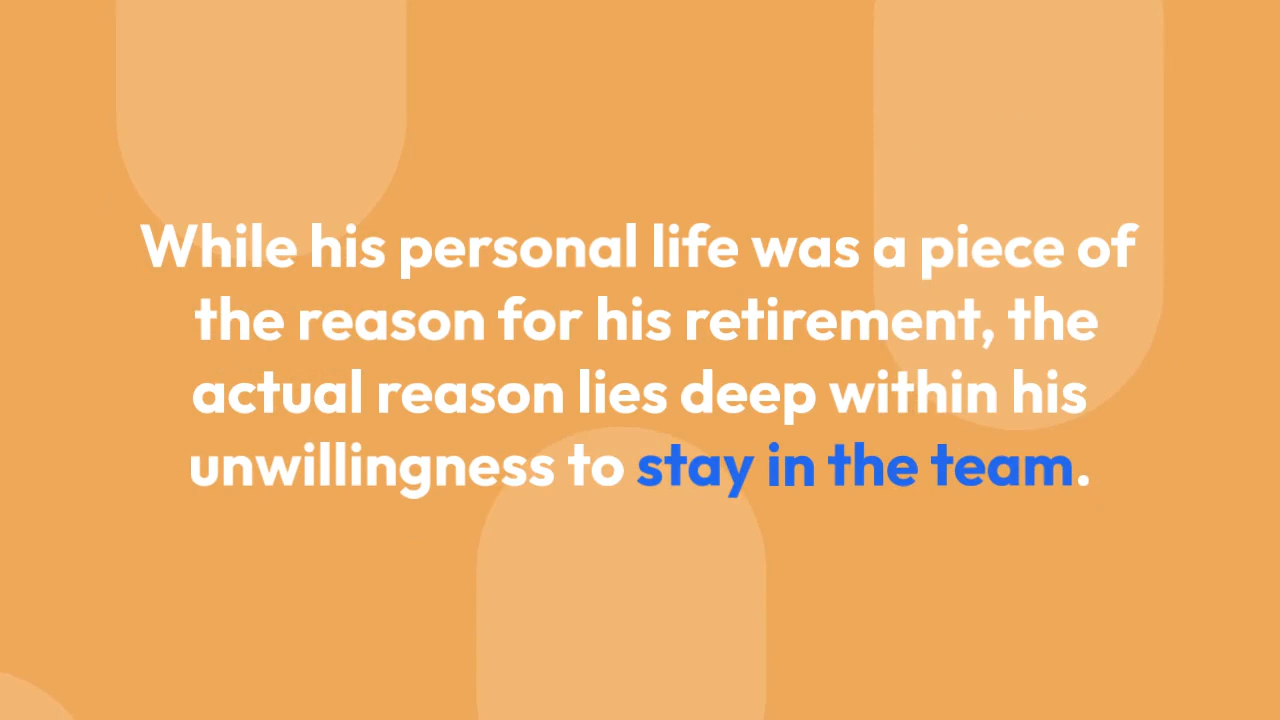 While his personal life was a piece of
the reason for his retirement, the
actual reason lies deep within his
unwillingness to stay in the team.